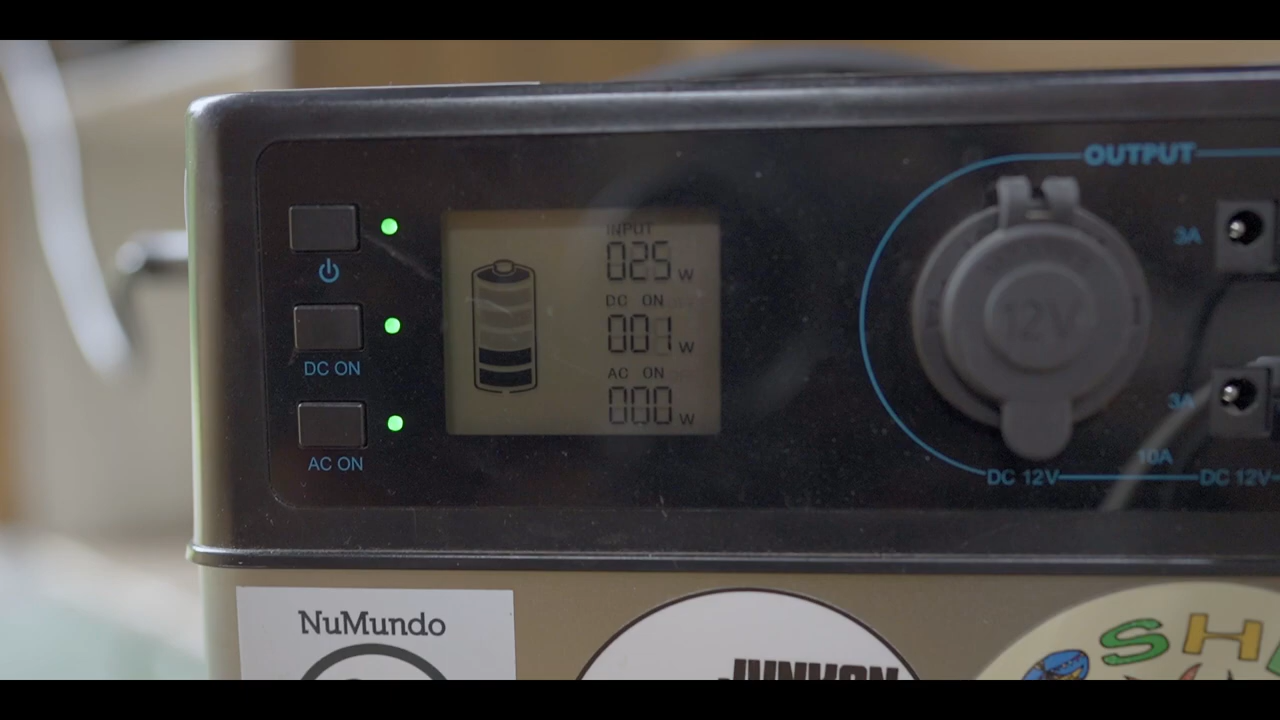 OUTPUT
INPUT
025 W
DC ON
001 W
AC ON
000 W
DC ON
AC ON
12V
3A
3A
10A
DC 12V
DC 12V
NuMundo